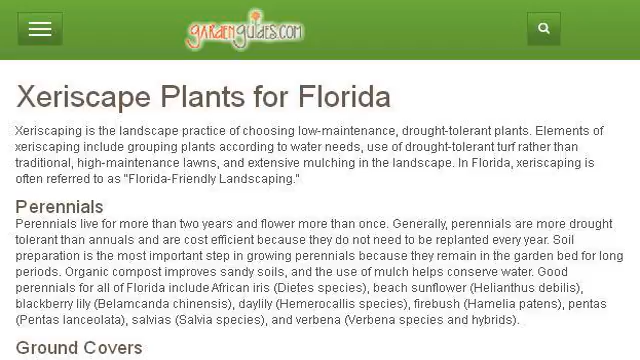 gardenguides.com
Xeriscape Plants for Florida
Xeriscaping is the landscape practice of choosing low-maintenance, drought-tolerant plants. Elements of
xeriscaping include grouping plants according to water needs, use of drought-tolerant turf rather than
traditional, high-maintenance lawns, and extensive mulching in the landscape. In Florida, xeriscaping is
often referred to as "Florida-Friendly Landscaping."
Perennials
Perennials live for more than two years and flower more than once. Generally, perennials are more drought
tolerant than annuals and are cost efficient because they do not need to be replanted every year. Soil
preparation is the most important step in growing perennials because they remain in the garden bed for long
periods. Organic compost improves sandy soils, and the use of mulch helps conserve water. Good
perennials for all of Florida include African iris (Dietes species), beach sunflower (Helianthus debilis),
blackberry lily (Belamcanda chinensis), daylily (Hemerocallis species), firebush (Hamelia patens), pentas
(Pentas lanceolata), salvias (Salvia species), and verbena (Verbena species and hybrids).
Ground Covers